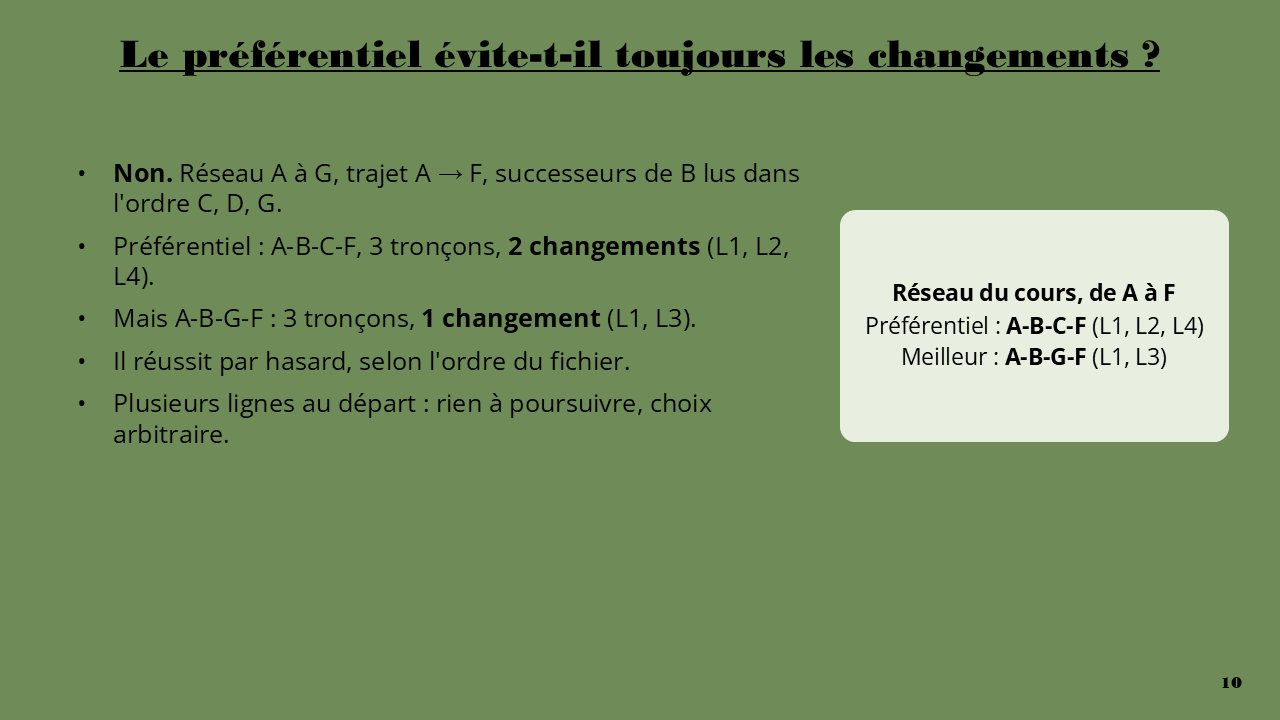 Le préférentiel évite-t-il toujours les changements ?
• Non. Réseau A à G, trajet A → F, successeurs de B lus dans
l'ordre C, D, G.
• Préférentiel : A-B-C-F, 3 tronçons, 2 changements (L1, L2,
L4).
• Mais A-B-G-F : 3 tronçons, 1 changement (L1, L3).
• Il réussit par hasard, selon l'ordre du fichier.
• Plusieurs lignes au départ : rien à poursuivre, choix
arbitraire.
Réseau du cours, de A à F
Préférentiel : A-B-C-F (L1, L2, L4)
Meilleur : A-B-G-F (L1, L3)
10